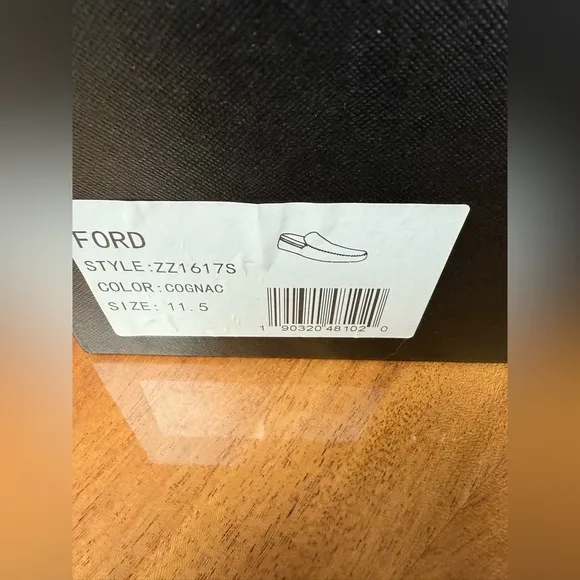 FORD
STYLE:ZZ1617S
COLOR:COGNAC
SIZE: 11.5
1 90320 48102 0